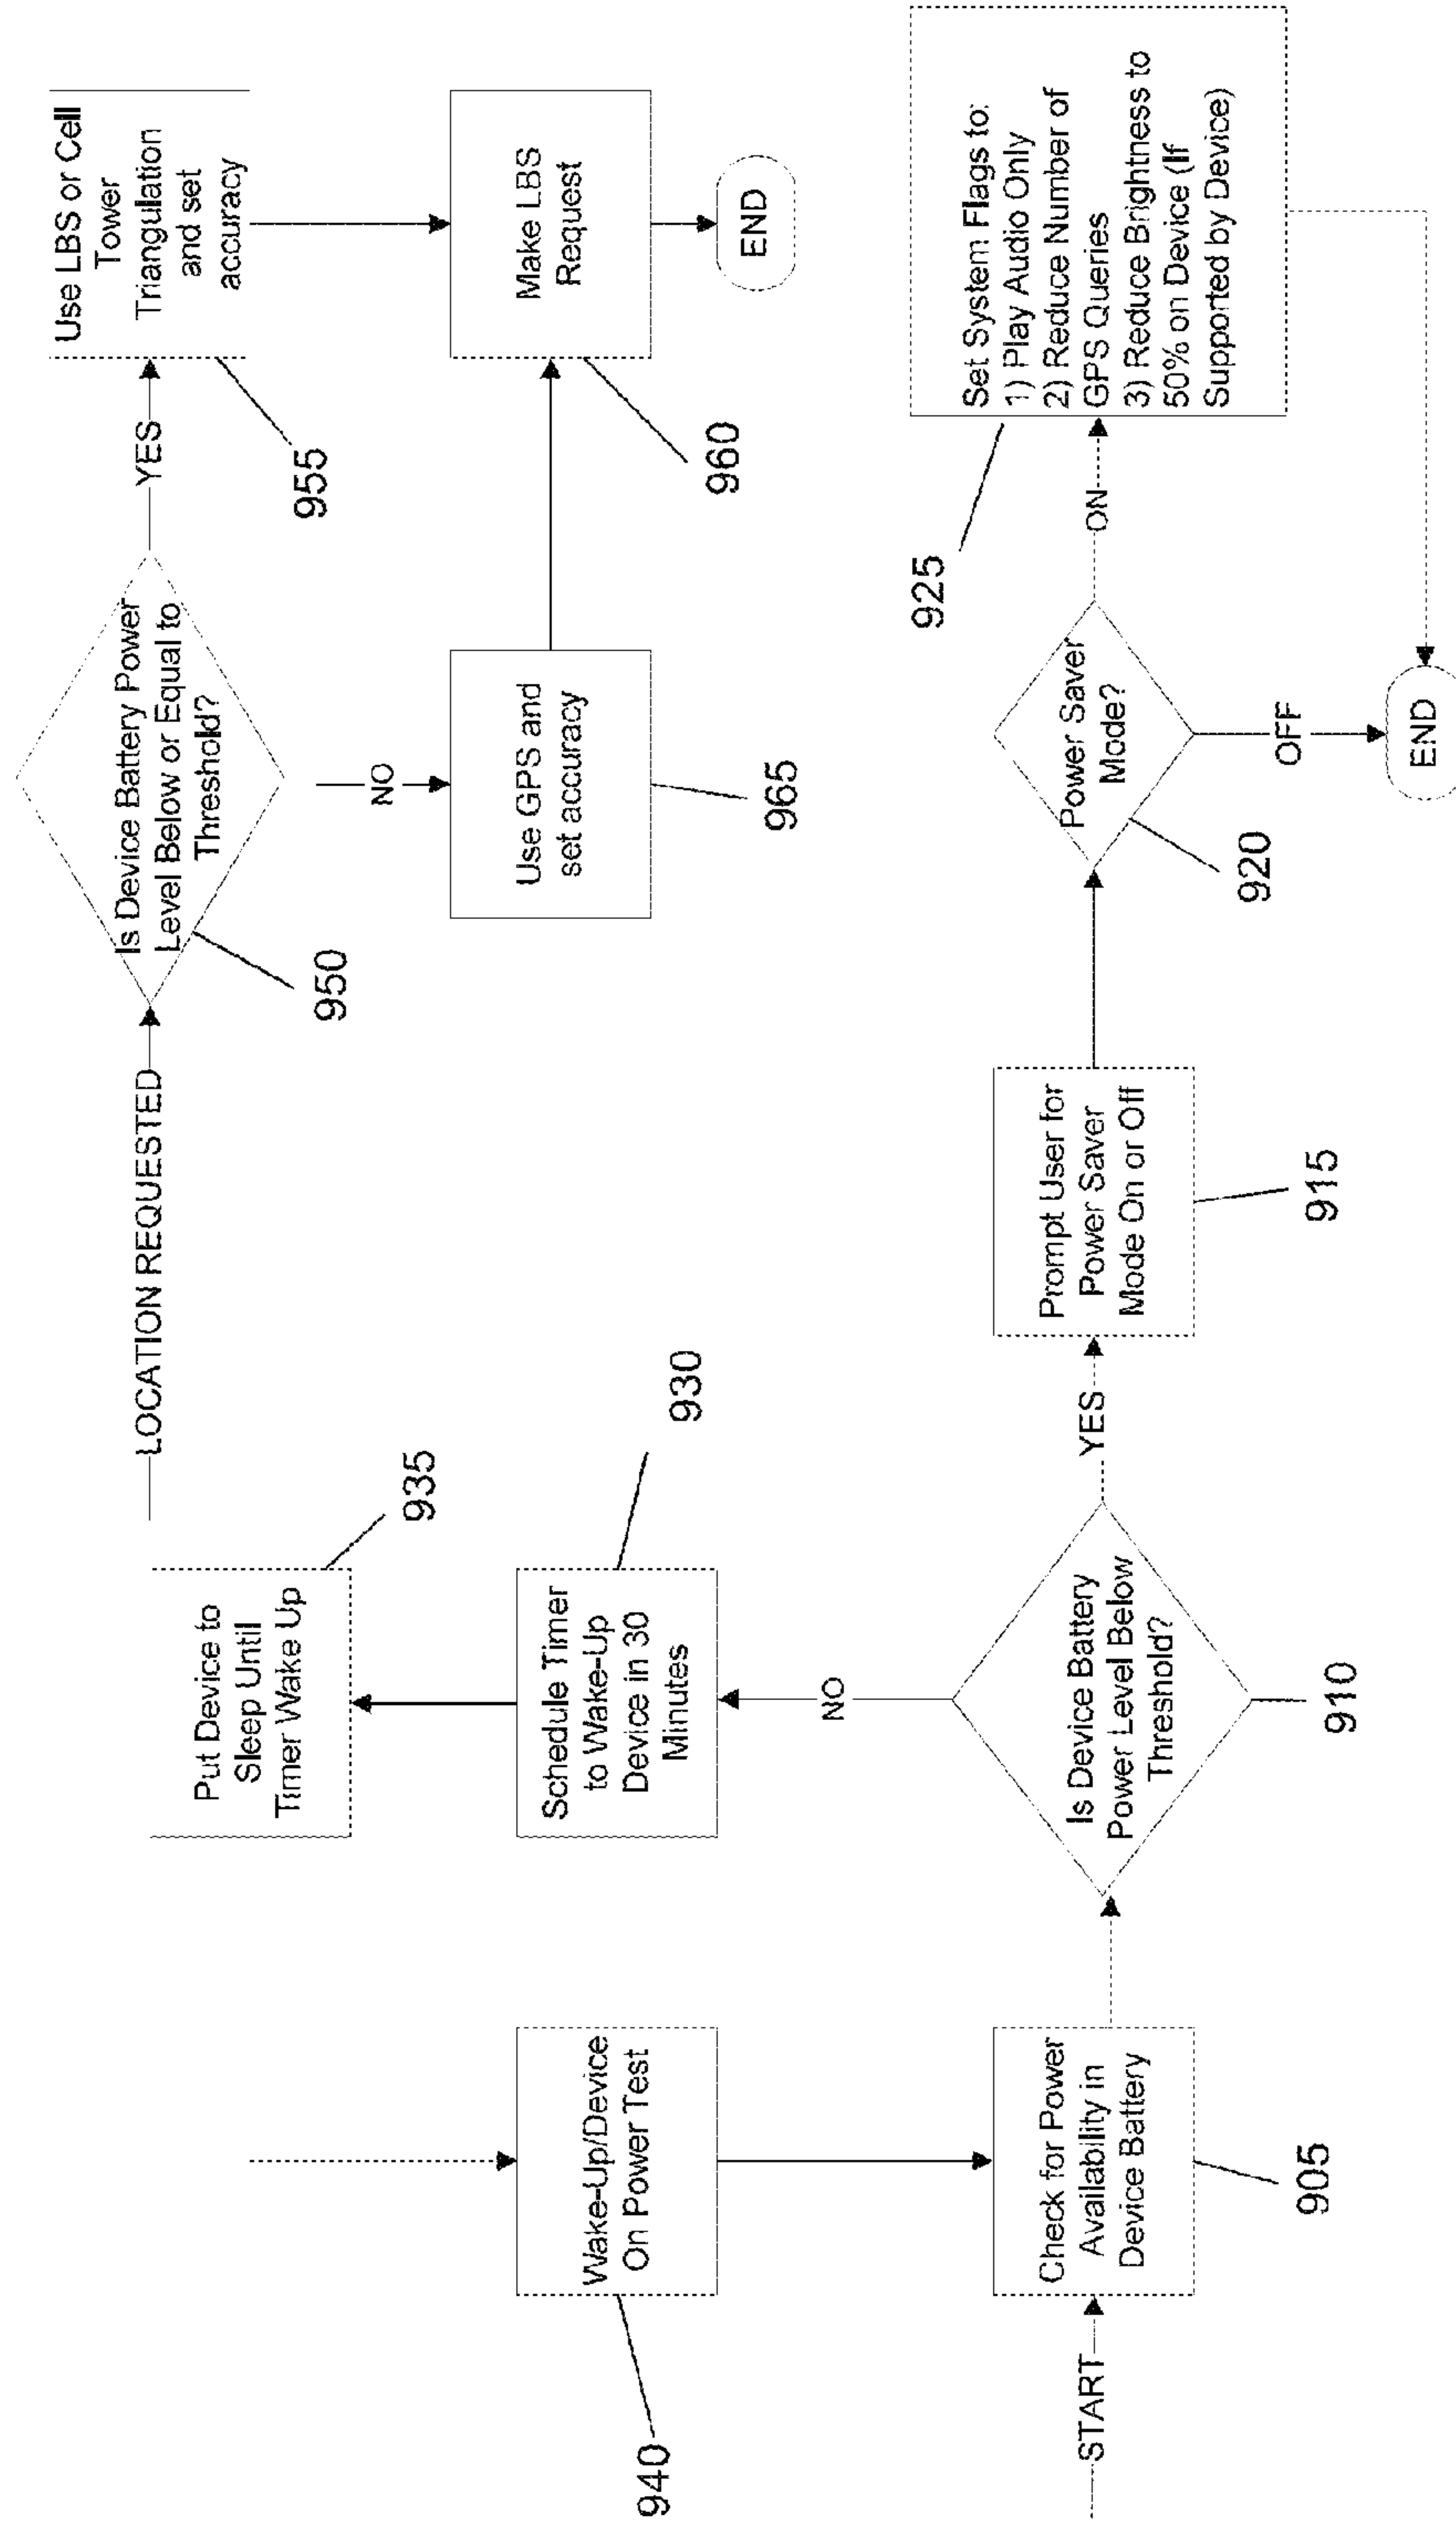 LOCATION REQUESTED
Is Device Battery Power
Level Below or Equal to
Threshold?
950
YES
Use LBS or Cell
Tower
Triangulation
and set
accuracy
955
NO
Use GPS and
set accuracy
965
Make LBS
Request
960
END
Put Device to
Sleep Until
Timer Wake Up
935
Schedule Timer
to Wake-Up
Device in 30
Minutes
930
NO
Wake-Up/Device
On Power Test
940
START
Check for Power
Availability in
Device Battery
905
Is Device Battery
Power Level Below
Threshold?
910
YES
Prompt User for
Power Saver
Mode On or Off
915
Power Saver
Mode?
920
ON
OFF
Set System Flags to:
1) Play Audio Only
2) Reduce Number of
GPS Queries
3) Reduce Brightness to
50% on Device (If
Supported by Device)
925
END